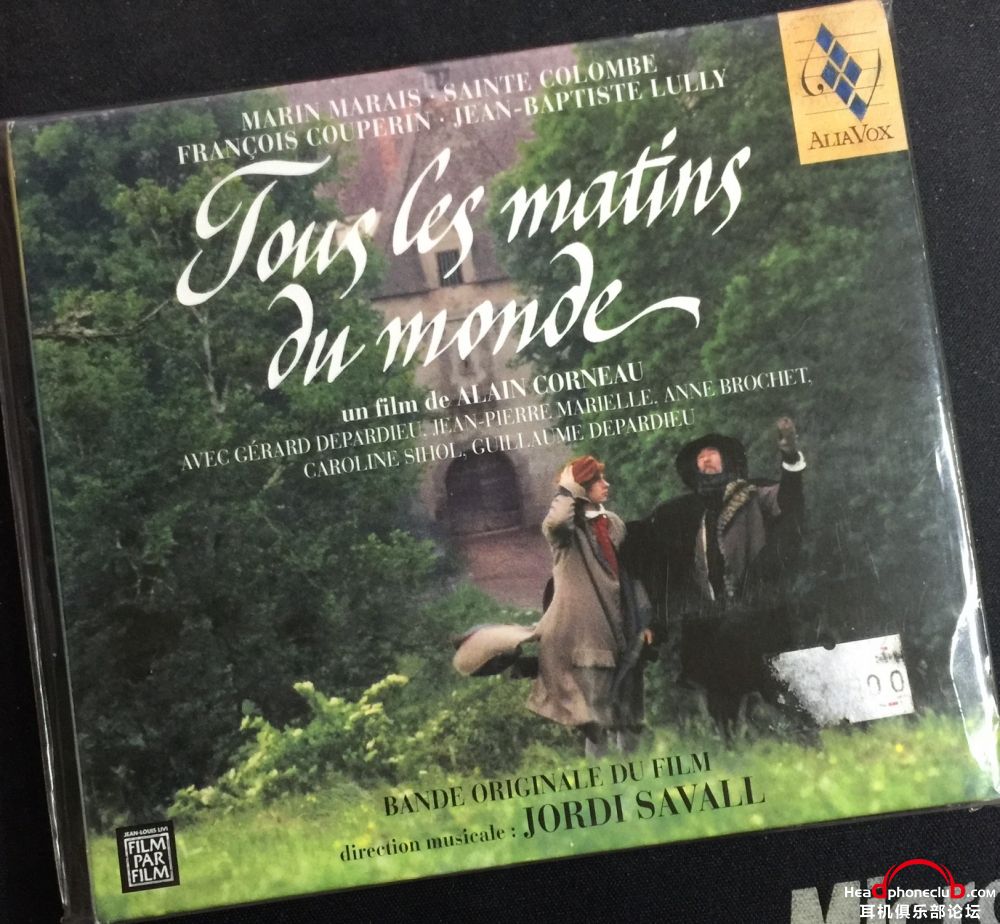 MARIN MARAIS · SAINTE COLOMBE
FRANÇOIS COUPERIN · JEAN-BAPTISTE LULLY
ALIAVOX
Tous les matins
du monde
un film de ALAIN CORNEAU
AVEC GÉRARD DEPARDIEU, JEAN-PIERRE MARIELLE, ANNE BROCHET,
CAROLINE SIHOL, GUILLAUME DEPARDIEU
00
BANDE ORIGINALE DU FILM
direction musicale : JORDI SAVALL
JEAN-LOUIS LIVI
FILM
PAR
FILM
HeadphoneclubD.com
耳机俱乐部论坛